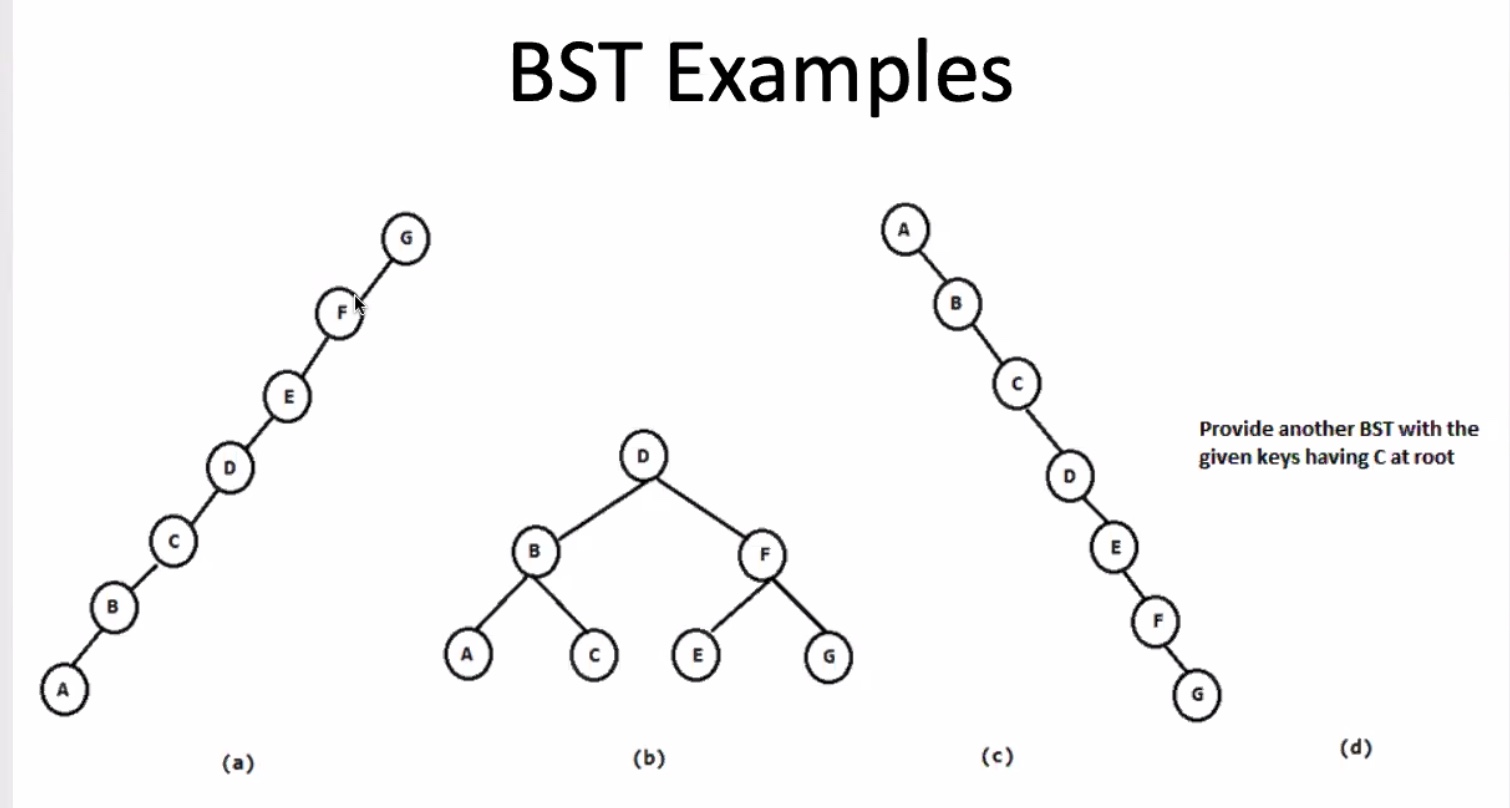 BST Examples
G
F
E
D
C
B
A
(a)
D
B
F
A
C
E
G
(b)
A
B
C
D
E
F
G
(c)
Provide another BST with the
given keys having C at root
(d)